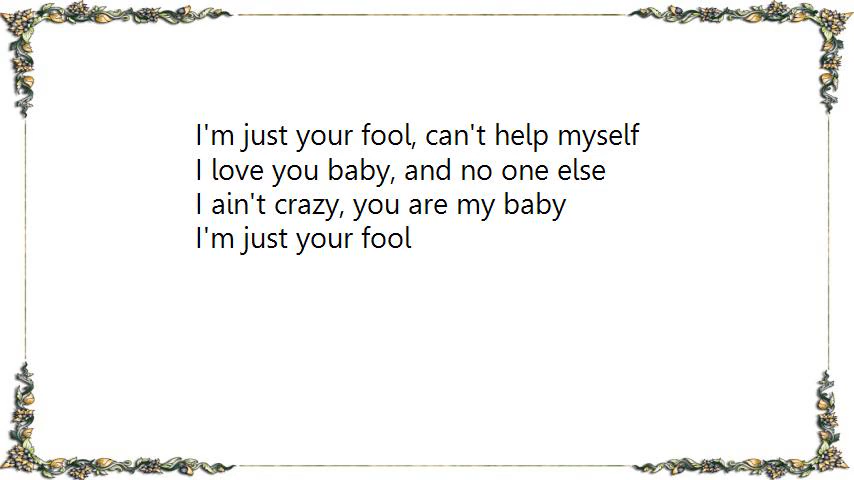 I'm just your fool, can't help myself
I love you baby, and no one else
I ain't crazy, you are my baby
I'm just your fool